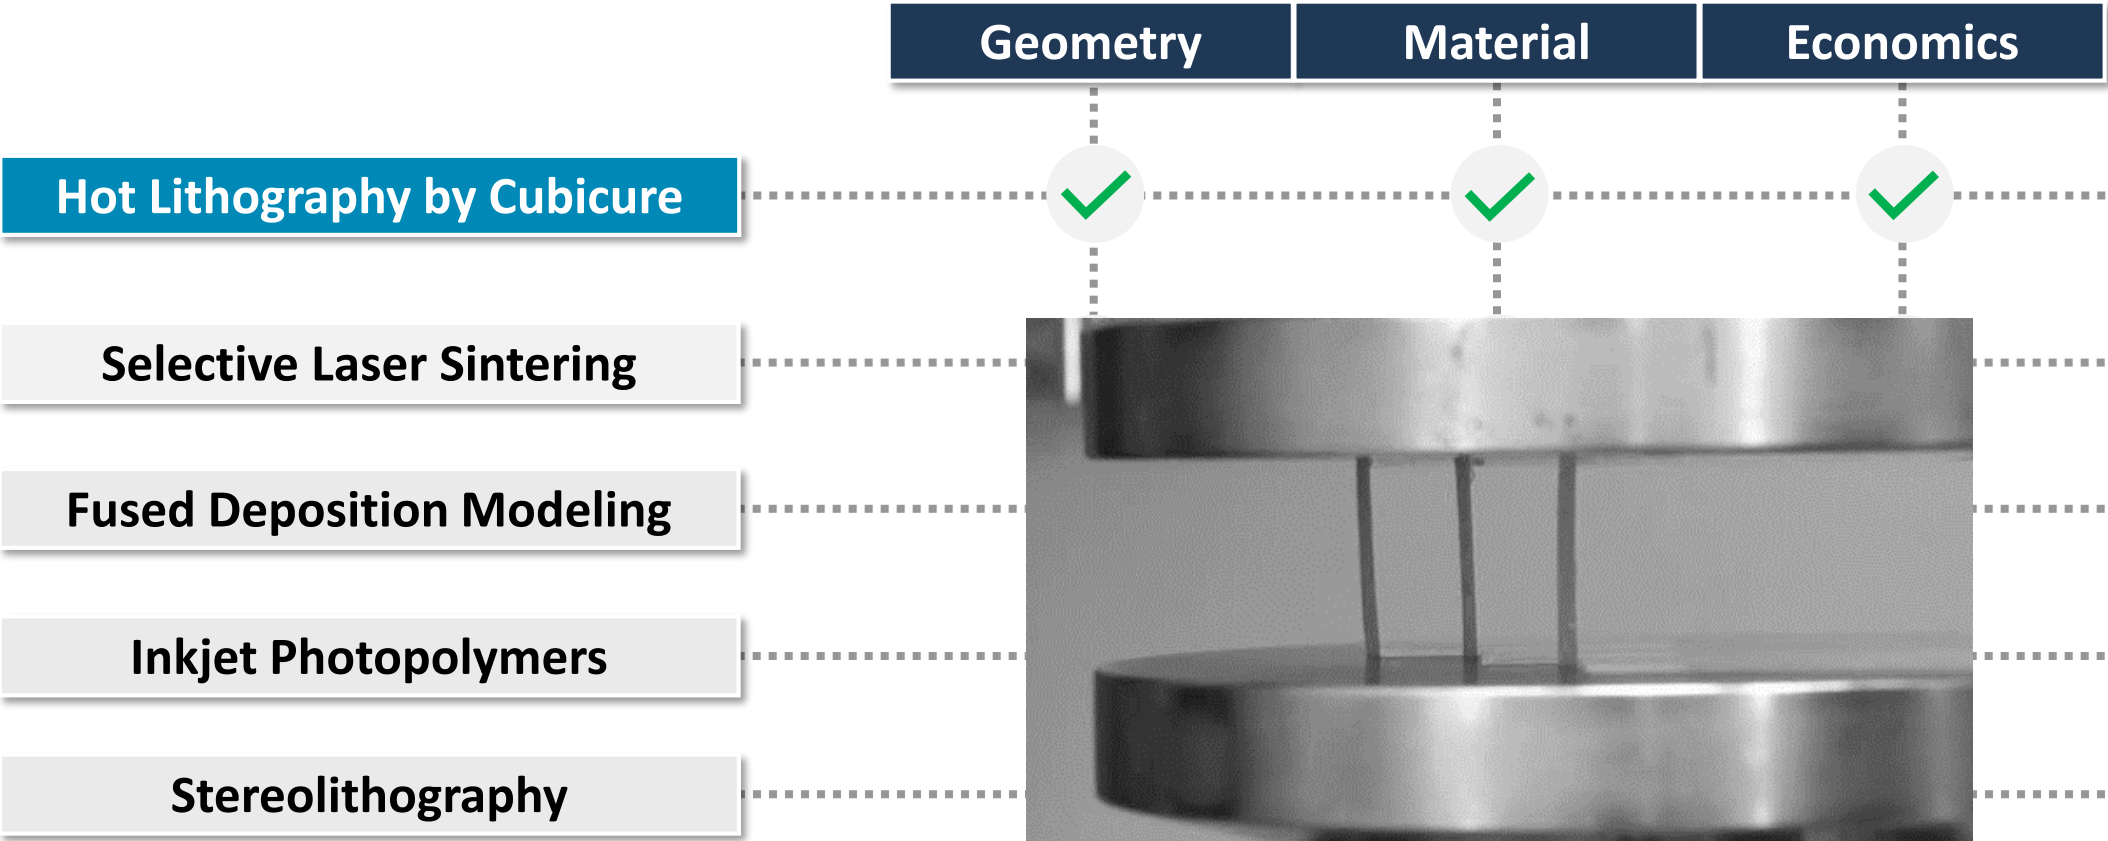 Geometry Material Economics
Hot Lithography by Cubicure
Selective Laser Sintering
Fused Deposition Modeling
Inkjet Photopolymers
Stereolithography